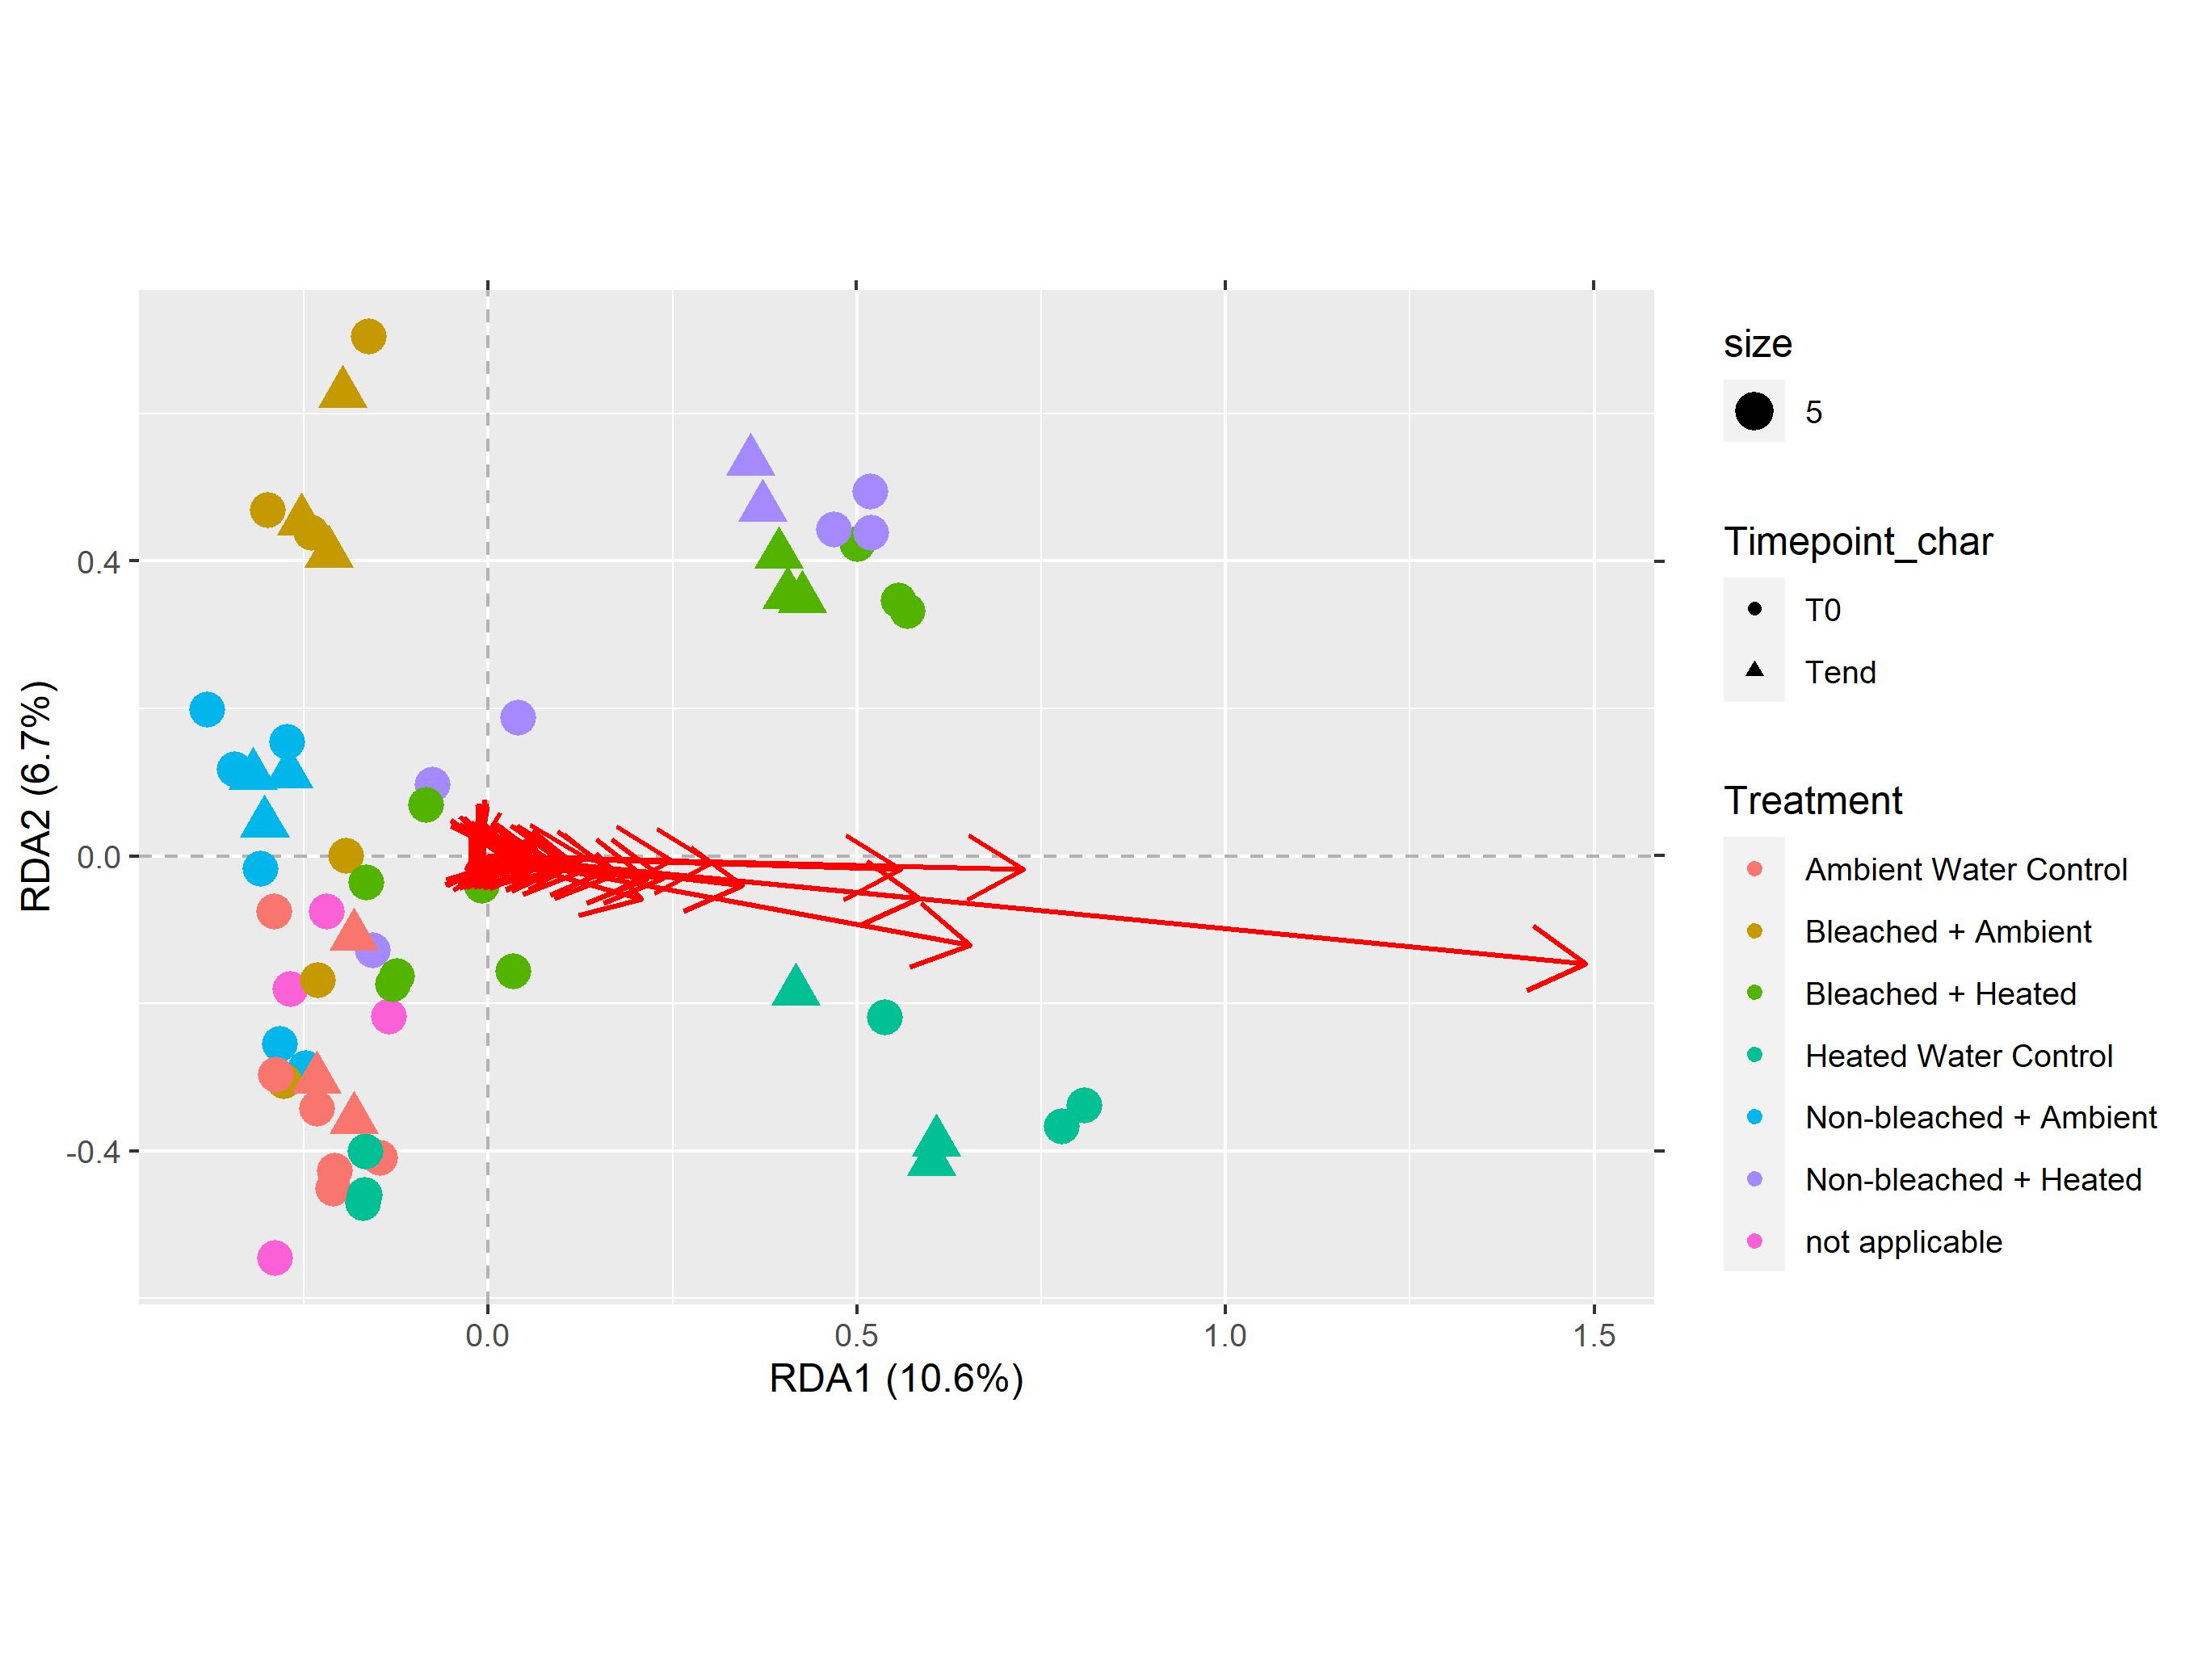 size
5
Timepoint_char
T0
Tend
Treatment
Ambient Water Control
Bleached + Ambient
Bleached + Heated
Heated Water Control
Non-bleached + Ambient
Non-bleached + Heated
not applicable
RDA2 (6.7%)
0.4
0.0
-0.4
0.0
0.5
1.0
1.5
RDA1 (10.6%)